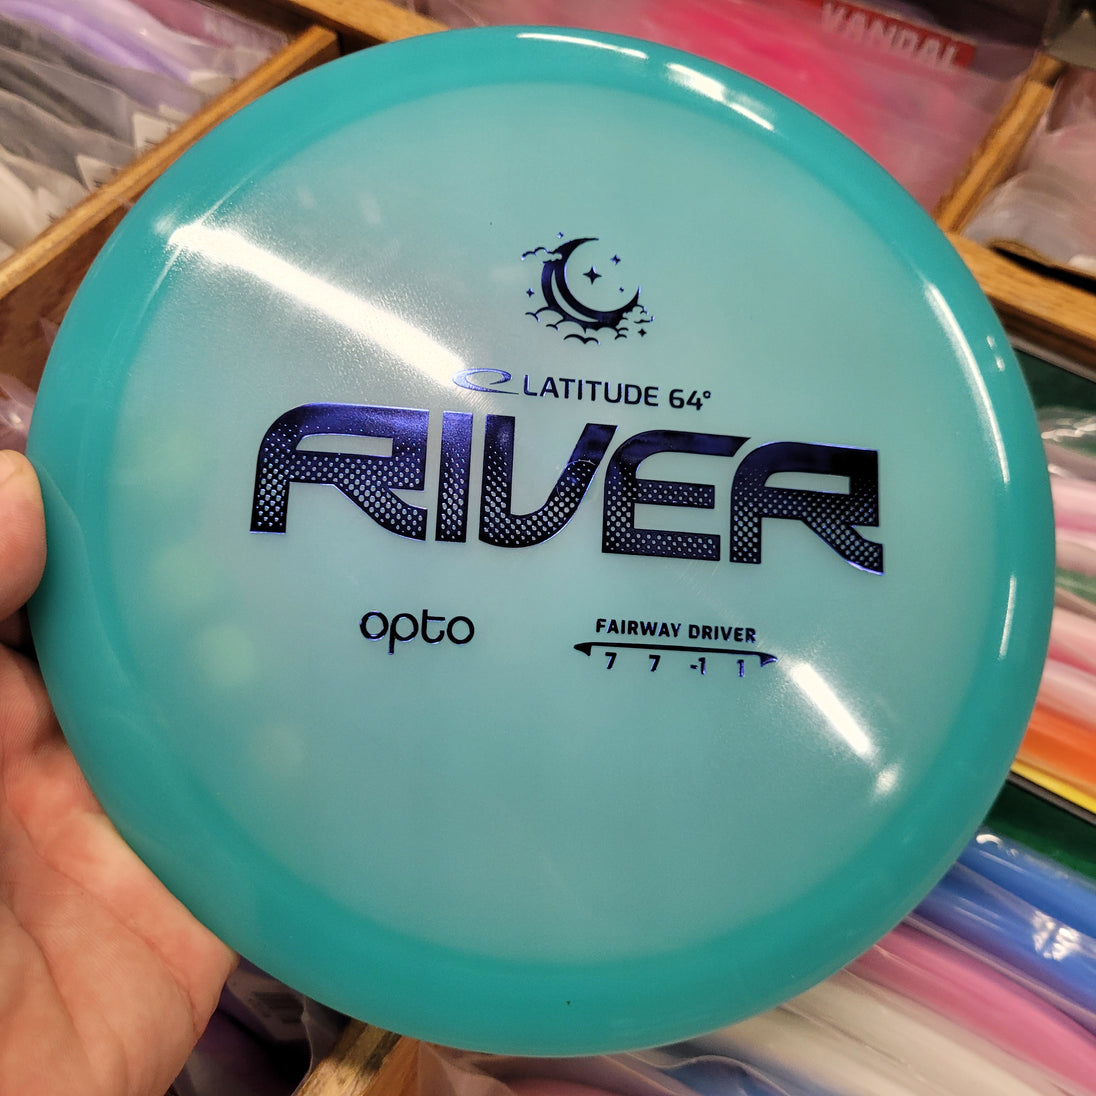 VANDAL
LATITUDE 64°
RIVER
opto
FAIRWAY DRIVER
7 7 -1 1